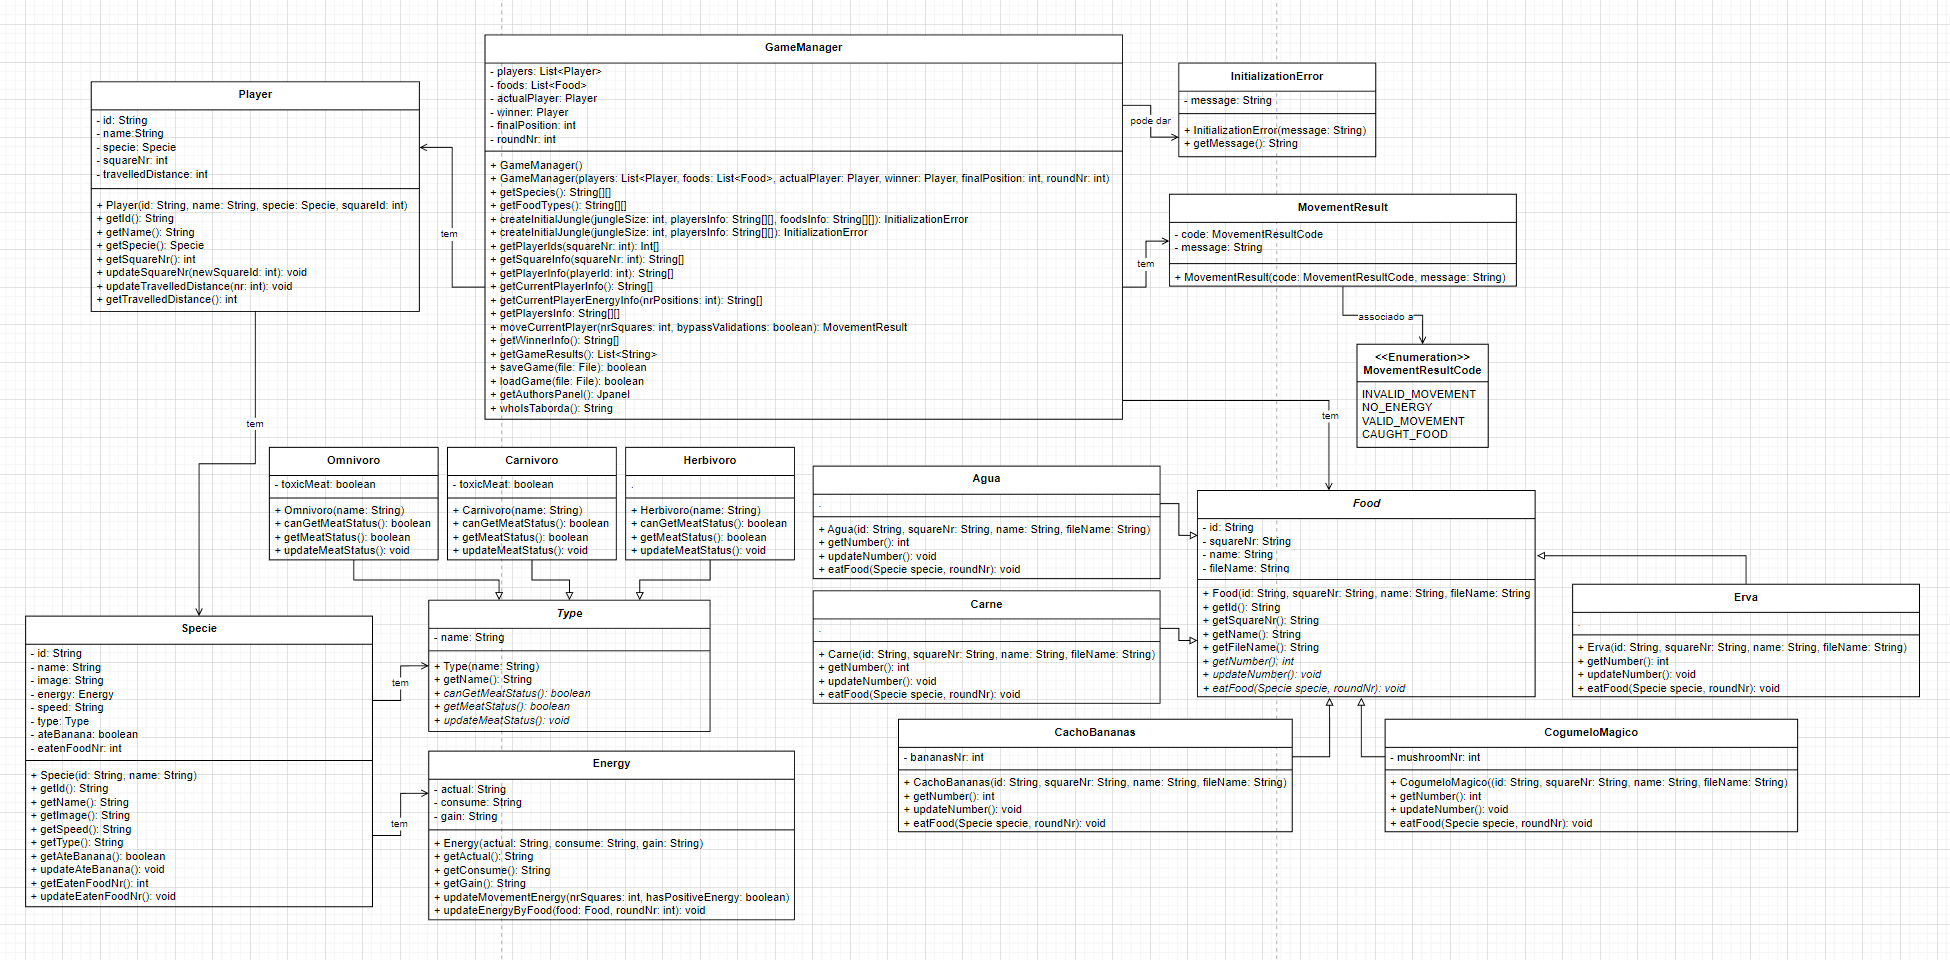 GameManager
- players: List<Player>
- foods: List<Food>
- actualPlayer: Player
- winner: Player
- finalPosition: int
- roundNr: int
+ GameManager()
+ GameManager(players: List<Player, foods: List<Food>, actualPlayer: Player, winner: Player, finalPosition: int, roundNr: int)
+ getSpecies(): String[][]
+ getFoodTypes(): String[][]
+ createInitialJungle(jungleSize: int, playersInfo: String[][], foodsInfo: String[][]): InitializationError
+ createInitialJungle(jungleSize: int, playersInfo: String[][]): InitializationError
+ getPlayerIds(squareNr: int): Int[]
+ getSquareInfo(squareNr: int): String[]
+ getPlayerInfo(playerId: int): String[]
+ getCurrentPlayerInfo(): String[]
+ getCurrentPlayerEnergyInfo(nrPositions: int): String[]
+ getPlayersInfo: String[][]
+ moveCurrentPlayer(nrSquares: int, bypassValidations: boolean): MovementResult
+ getWinnerInfo(): String[]
+ getGameResults(): List<String>
+ saveGame(file: File): boolean
+ loadGame(file: File): boolean
+ getAuthorsPanel(): Jpanel
+ whoIsTaborda(): String
Player
- id: String
- name:String
- specie: Specie
- squareNr: int
- travelledDistance: int
+ Player(id: String, name: String, specie: Specie, squareId: int)
+ getId(): String
+ getName(): String
+ getSpecie(): Specie
+ getSquareNr(): int
+ updateSquareNr(newSquareId: int): void
+ updateTravelledDistance(nr: int): void
+ getTravelledDistance(): int
tem
pode dar
InitializationError
- message: String
+ InitializationError(message: String)
+ getMessage(): String
tem
MovementResult
- code: MovementResultCode
- message: String
+ MovementResult(code: MovementResultCode, message: String)
associado a
<<Enumeration>>
MovementResultCode
INVALID_MOVEMENT
NO_ENERGY
VALID_MOVEMENT
CAUGHT_FOOD
tem
tem
Omnivoro
- toxicMeat: boolean
+ Omnivoro(name: String)
+ canGetMeatStatus(): boolean
+ getMeatStatus(): boolean
+ updateMeatStatus(): void
Carnivoro
- toxicMeat: boolean
+ Carnivoro(name: String)
+ canGetMeatStatus(): boolean
+ getMeatStatus(): boolean
+ updateMeatStatus(): void
Herbivoro
.
+ Herbivoro(name: String)
+ canGetMeatStatus(): boolean
+ getMeatStatus(): boolean
+ updateMeatStatus(): void
Agua
.
+ Agua(id: String, squareNr: String, name: String, fileName: String)
+ getNumber(): int
+ updateNumber(): void
+ eatFood(Specie specie, roundNr): void
Food
- id: String
- squareNr: String
- name: String
- fileName: String
+ Food(id: String, squareNr: String, name: String, fileName: String
+ getId(): String
+ getSquareNr(): String
+ getName(): String
+ getFileName(): String
+ getNumber(): int
+ updateNumber(): void
+ eatFood(Specie specie, roundNr): void
Carne
.
+ Carne(id: String, squareNr: String, name: String, fileName: String)
+ getNumber(): int
+ updateNumber(): void
+ eatFood(Specie specie, roundNr): void
Erva
.
+ Erva(id: String, squareNr: String, name: String, fileName: String)
+ getNumber(): int
+ updateNumber(): void
+ eatFood(Specie specie, roundNr): void
Specie
- id: String
- name: String
- image: String
- energy: Energy
- speed: String
- type: Type
- ateBanana: boolean
- eatenFoodNr: int
+ Specie(id: String, name: String)
+ getId(): String
+ getName(): String
+ getImage(): String
+ getSpeed(): String
+ getType(): String
+ getAteBanana(): boolean
+ updateAteBanana(): void
+ getEatenFoodNr(): int
+ updateEatenFoodNr(): void
tem
Type
- name: String
+ Type(name: String)
+ getName(): String
+ canGetMeatStatus(): boolean
+ getMeatStatus(): boolean
+ updateMeatStatus(): void
tem
Energy
- actual: String
- consume: String
- gain: String
+ Energy(actual: String, consume: String, gain: String)
+ getActual(): String
+ getConsume(): String
+ getGain(): String
+ updateMovementEnergy(nrSquares: int, hasPositiveEnergy: boolean)
+ updateEnergyByFood(food: Food, roundNr: int): void
CachoBananas
- bananasNr: int
+ CachoBananas(id: String, squareNr: String, name: String, fileName: String)
+ getNumber(): int
+ updateNumber(): void
+ eatFood(Specie specie, roundNr): void
CogumeloMagico
- mushroomNr: int
+ CogumeloMagico((id: String, squareNr: String, name: String, fileName: String)
+ getNumber(): int
+ updateNumber(): void
+ eatFood(Specie specie, roundNr): void